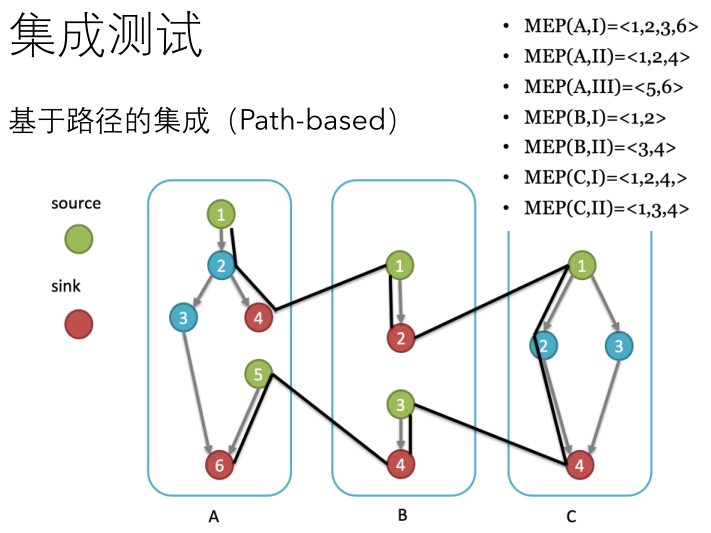 集成测试
基于路径的集成（Path-based）
• MEP(A,I)=<1,2,3,6>
• MEP(A,II)=<1,2,4>
• MEP(A,III)=<5,6>
• MEP(B,I)=<1,2>
• MEP(B,II)=<3,4>
• MEP(C,I)=<1,2,4,>
• MEP(C,II)=<1,3,4>
source
sink
1
2
3
4
5
6
A
1
2
3
4
B
1
2
3
4
C